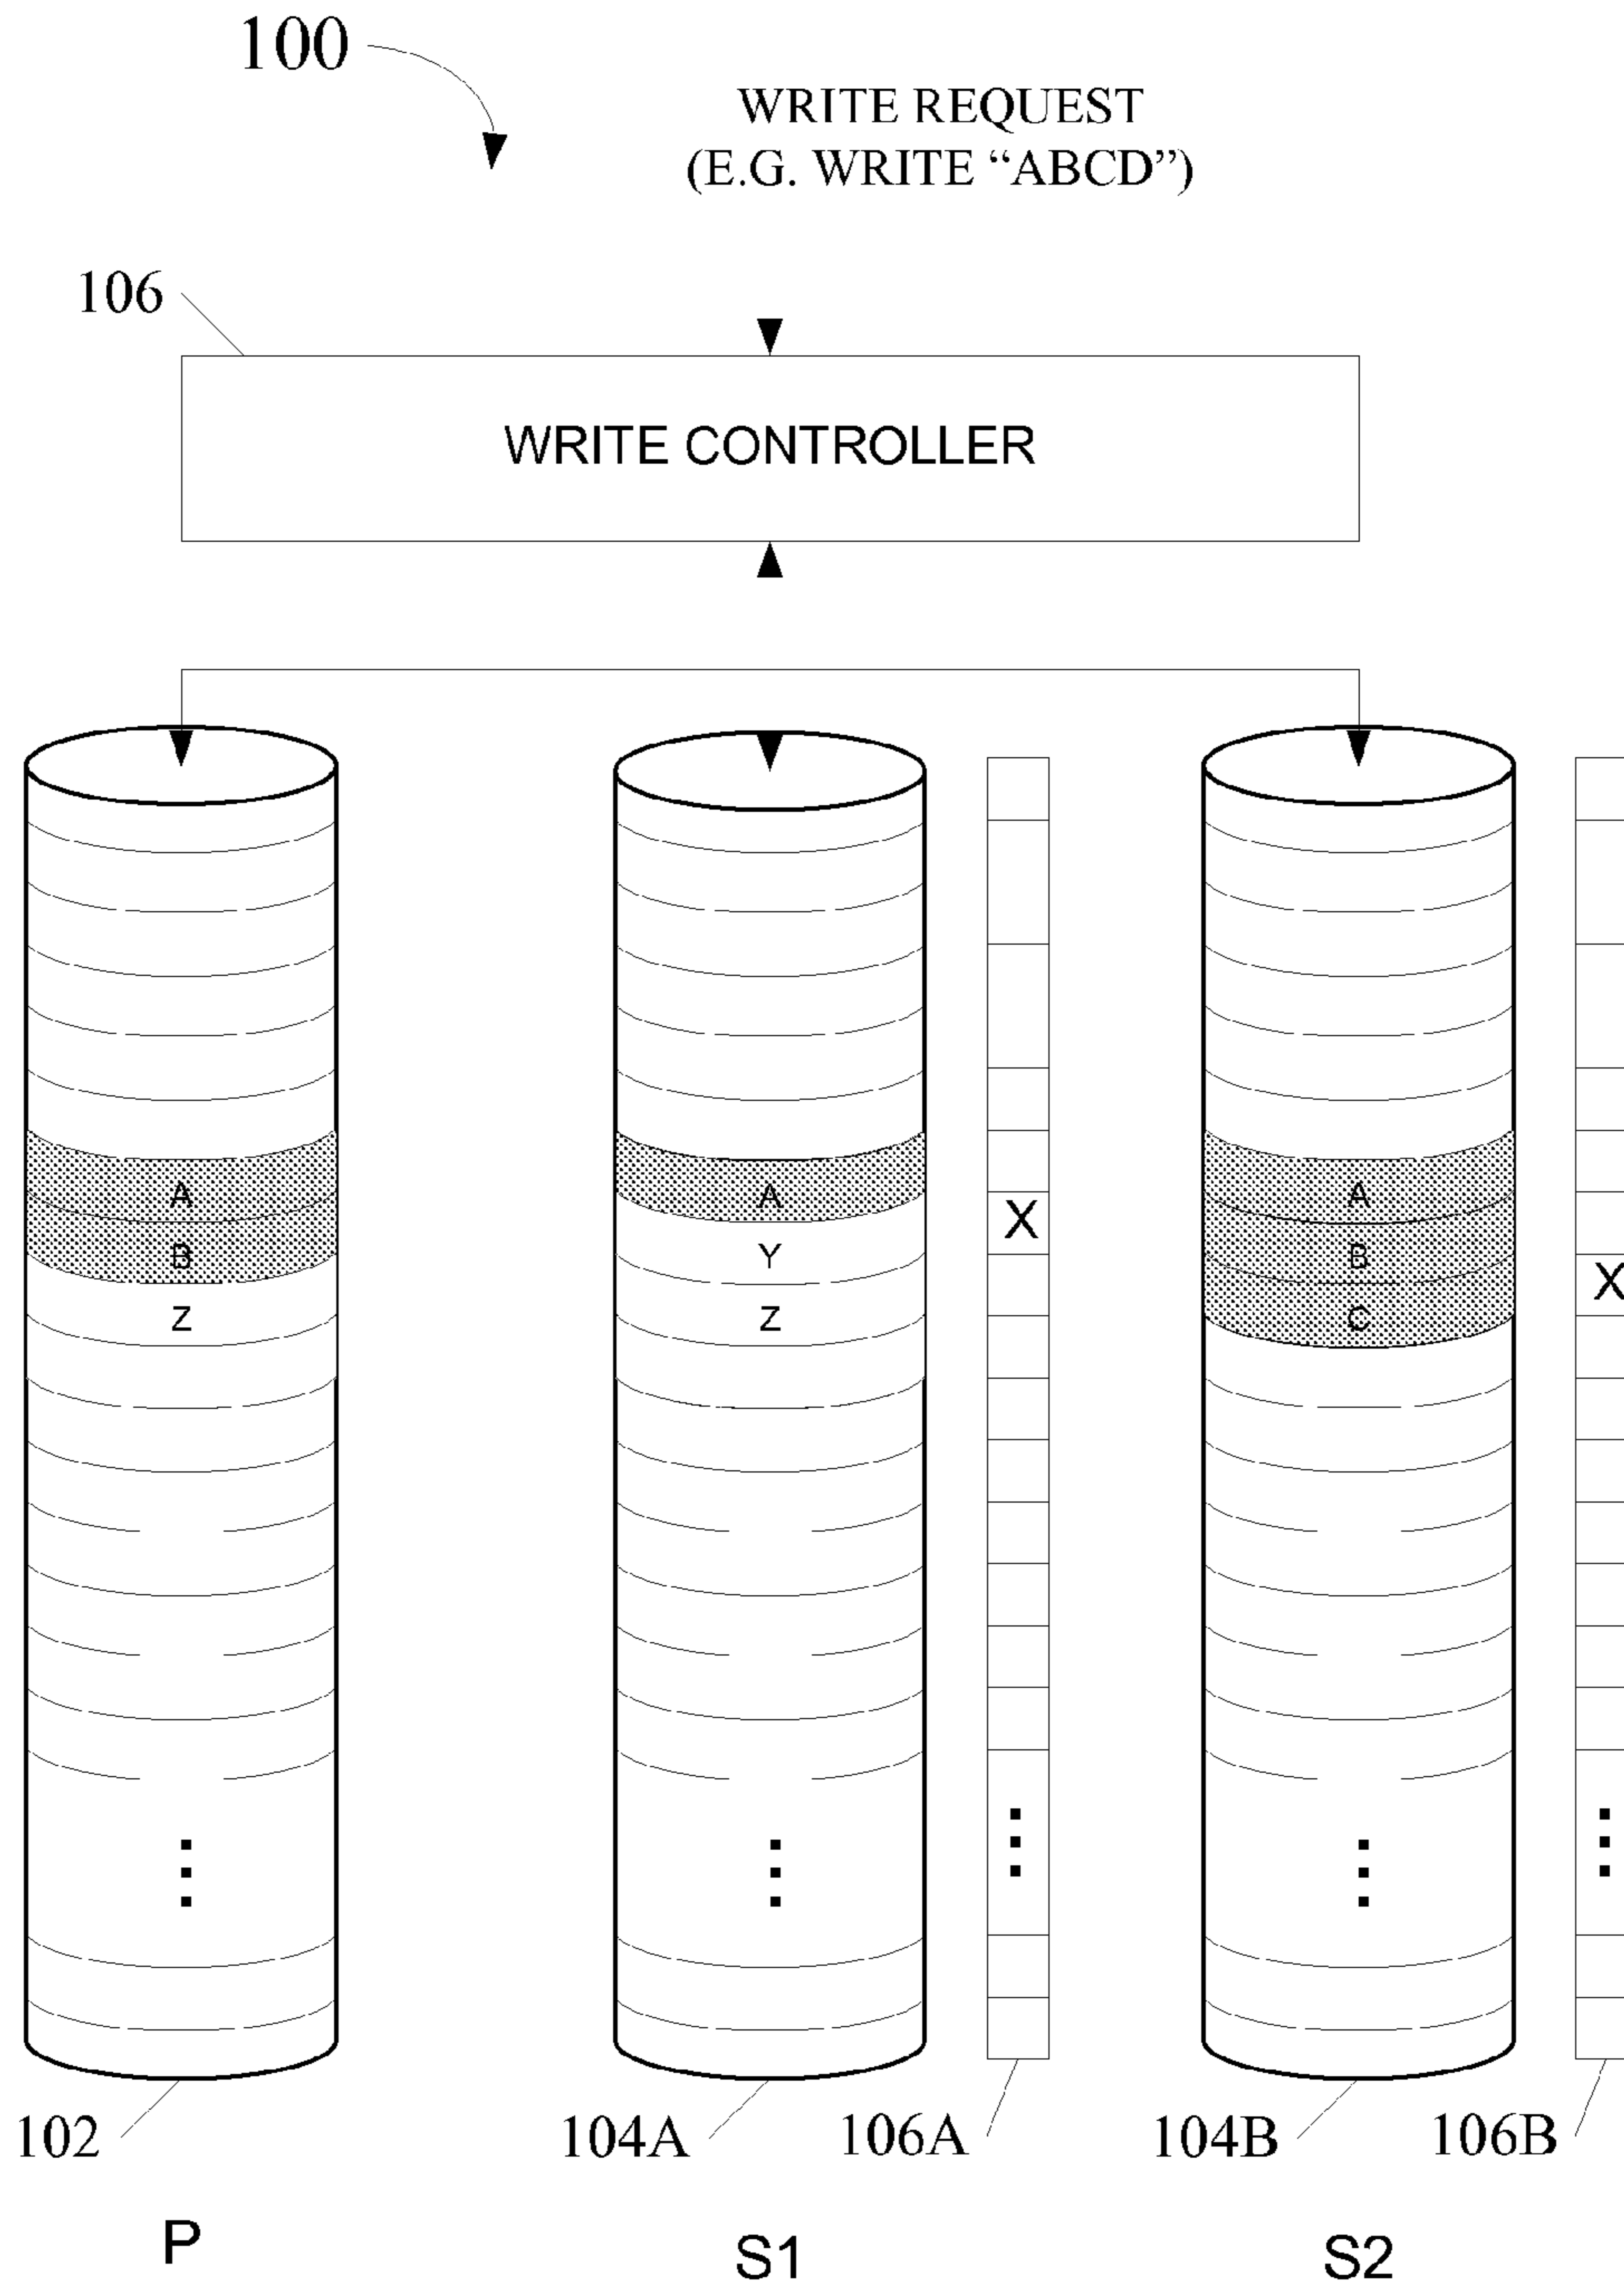 100
WRITE REQUEST
(E.G. WRITE “ABCD”)
106
WRITE CONTROLLER
A
B
Z
A
Y
Z
X
A
B
C
X
102
104A
106A
104B
106B
P
S1
S2